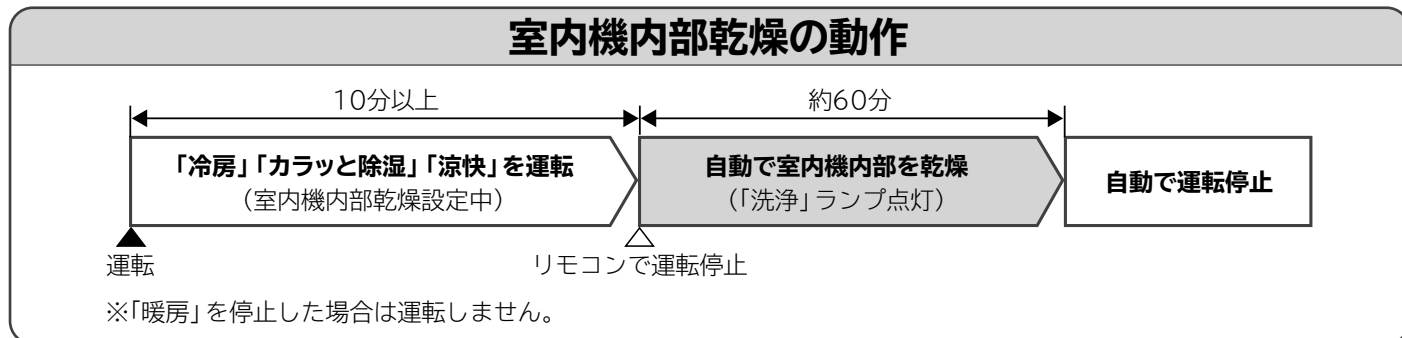 室内機内部乾燥の動作
10分以上
約60分
「冷房」「カラッと除湿」「涼快」を運転
（室内機内部乾燥設定中）
自動で室内機内部を乾燥
（「洗浄」ランプ点灯）
自動で運転停止
運転
リモコンで運転停止
※「暖房」を停止した場合は運転しません。